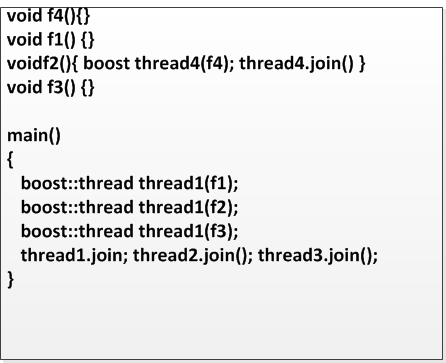 void f4(){}
void f1() {}
voidf2(){ boost thread4(f4); thread4.join() }
void f3() {}
main()
{
boost::thread thread1(f1);
boost::thread thread1(f2);
boost::thread thread1(f3);
thread1.join; thread2.join(); thread3.join();
}